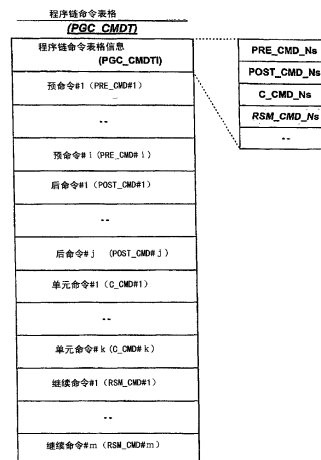 程序链命令表格
(PGC_CMDT)
程序链命令表格信息
(PGC_CMDTI)
预命令#1（PRE_CMD#1）
--
预命令#i（PRE_CMD#i）
后命令#1（POST_CMD#1）
--
后命令#j （POST_CMD#j）
单元命令#1（C_CMD#1）
--
单元命令#k（C_CMD#k）
继续命令#1（RSM_CMD#1）
--
继续命令#m（RSM_CMD#m）
PRE_CMD_Ns
POST_CMD_Ns
C_CMD_Ns
RSM_CMD_Ns
--